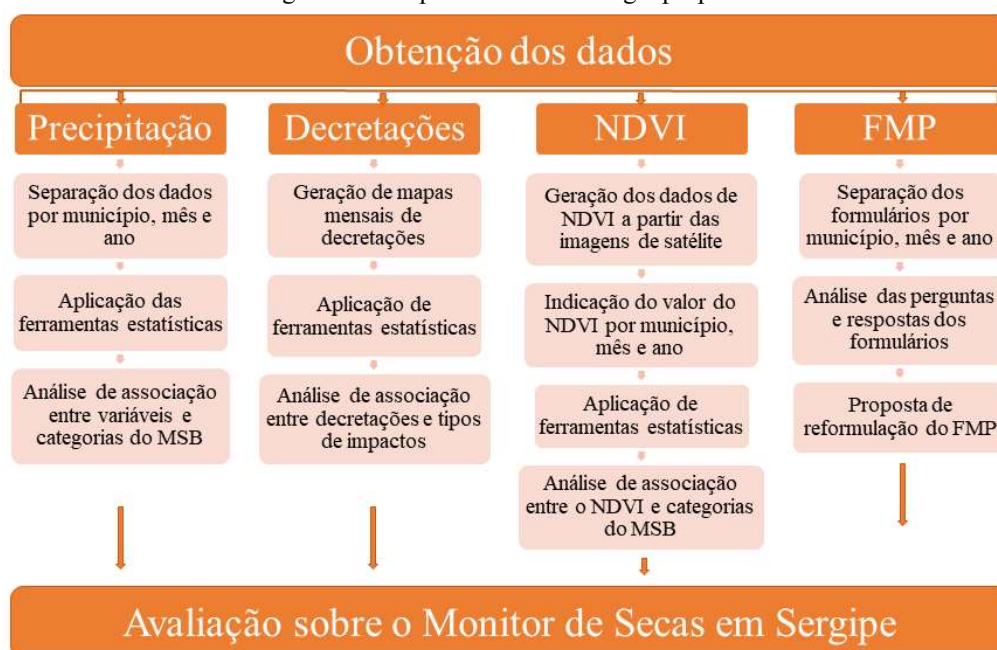 Obtenção dos dados
Precipitação
Separação dos dados
por município, mês e
ano
Aplicação das
ferramentas estatísticas
Análise de associação
entre variáveis e
categorias do MSB
Decretações
Geração de mapas
mensais de
decretações
Aplicação de
ferramentas estatísticas
Análise de associação
entre decretações e tipos
de impactos
NDVI
Geração dos dados de
NDVI a partir das
imagens de satélite
Indicação do valor do
NDVI por município,
mês e ano
Aplicação de
ferramentas estatísticas
Análise de associação
entre o NDVI e categorias
do MSB
FMP
Separação dos
formulários por
município, mês e ano
Análise das perguntas
e respostas dos
formulários
Proposta de
reformulação do FMP
Avaliação sobre o Monitor de Secas em Sergipe